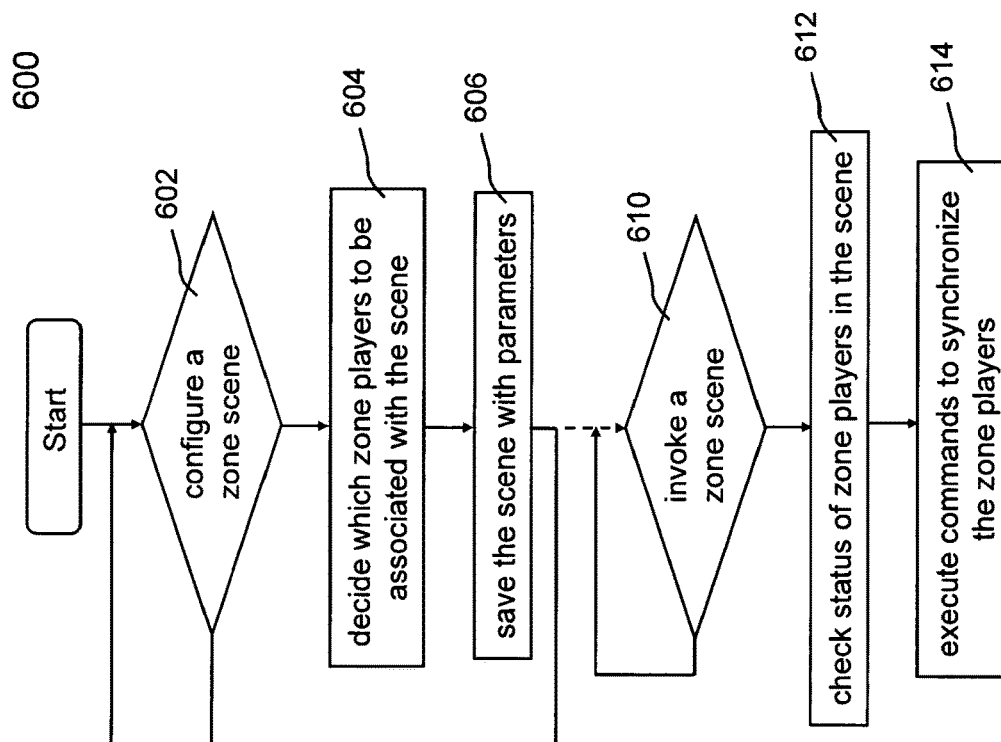 600
Start
602
configure a
zone scene
604
decide which zone players to be
associated with the scene
606
save the scene with parameters
610
invoke a
zone scene
612
check status of zone players in the scene
614
execute commands to synchronize
the zone players